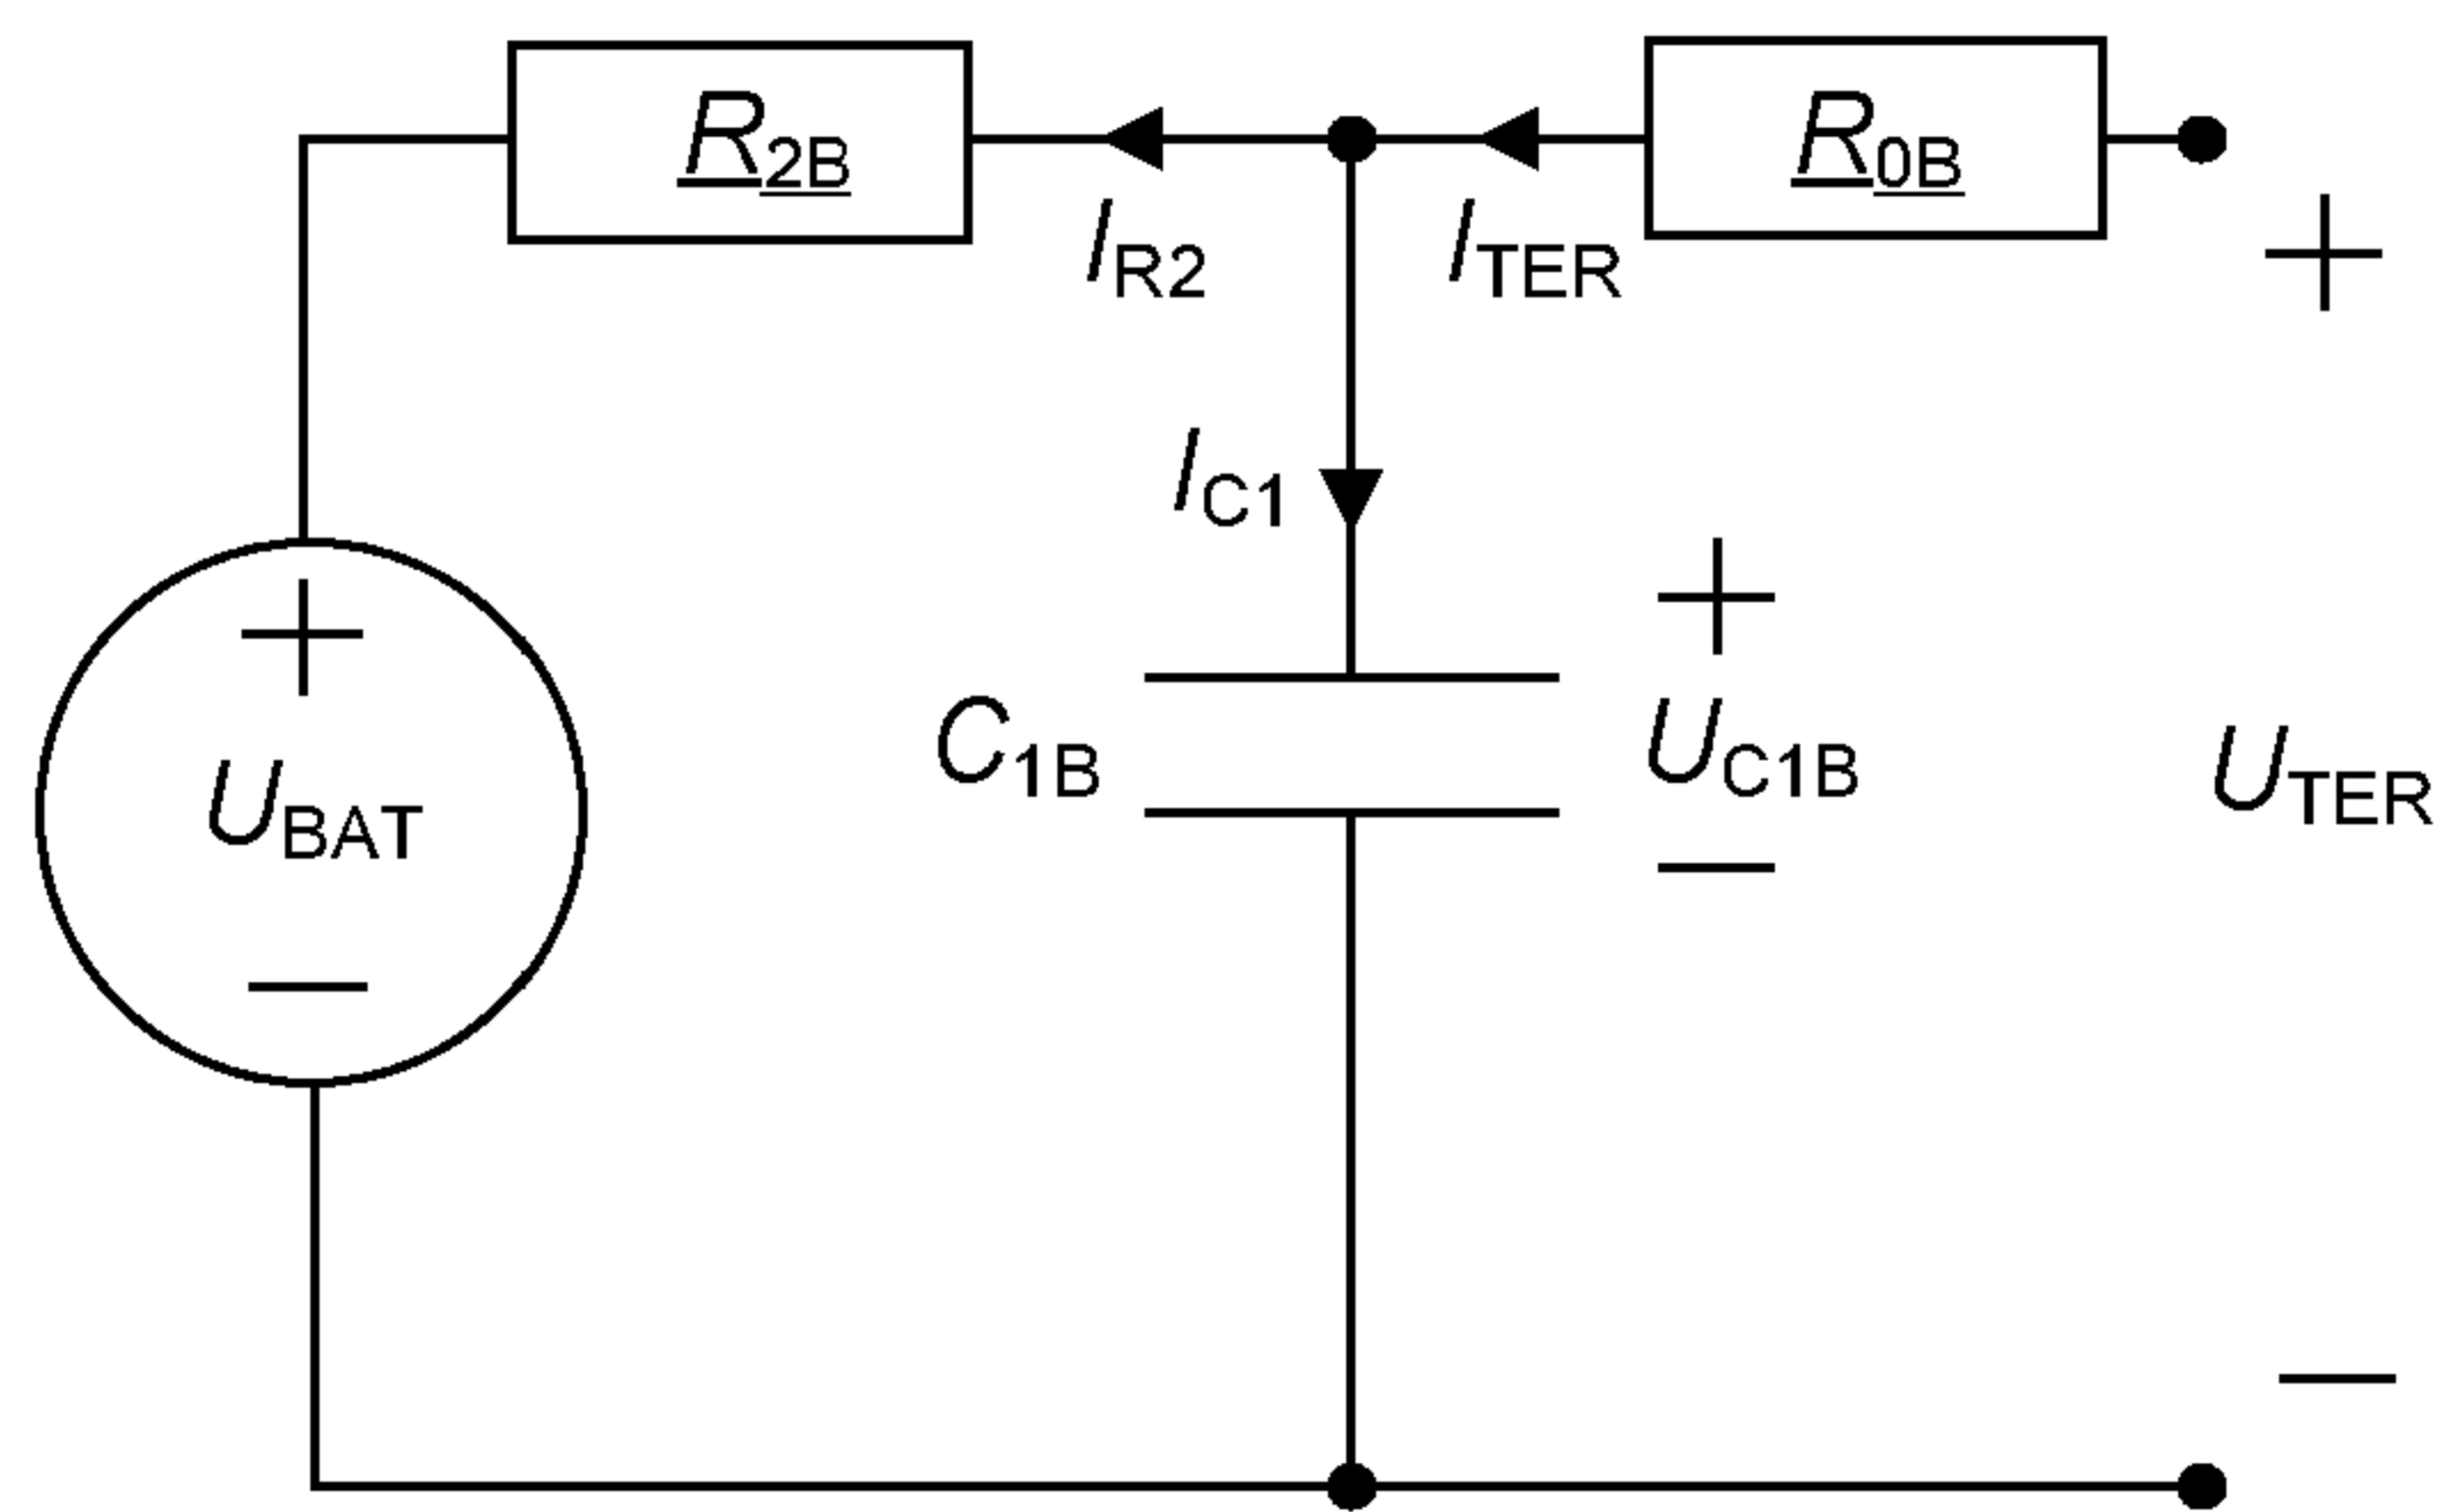 R2B
R0B
+
IR2
ITER
IC1
+
+
UBAT
C1B
UC1B
UTER
−
−
−